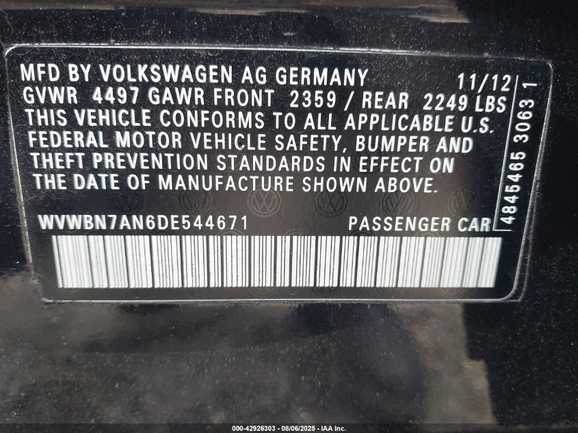 MFD BY VOLKSWAGEN AG GERMANY 11/12
GVWR 4497 GAWR FRONT 2359 / REAR 2249 LBS
THIS VEHICLE CONFORMS TO ALL APPLICABLE U.S.
FEDERAL MOTOR VEHICLE SAFETY, BUMPER AND
THEFT PREVENTION STANDARDS IN EFFECT ON
THE DATE OF MANUFACTURE SHOWN ABOVE.
WVWBN7AN6DE544671 PASSENGER CAR
4845465 3063 1
000-42926303 - 08/06/2025 - IAA Inc.